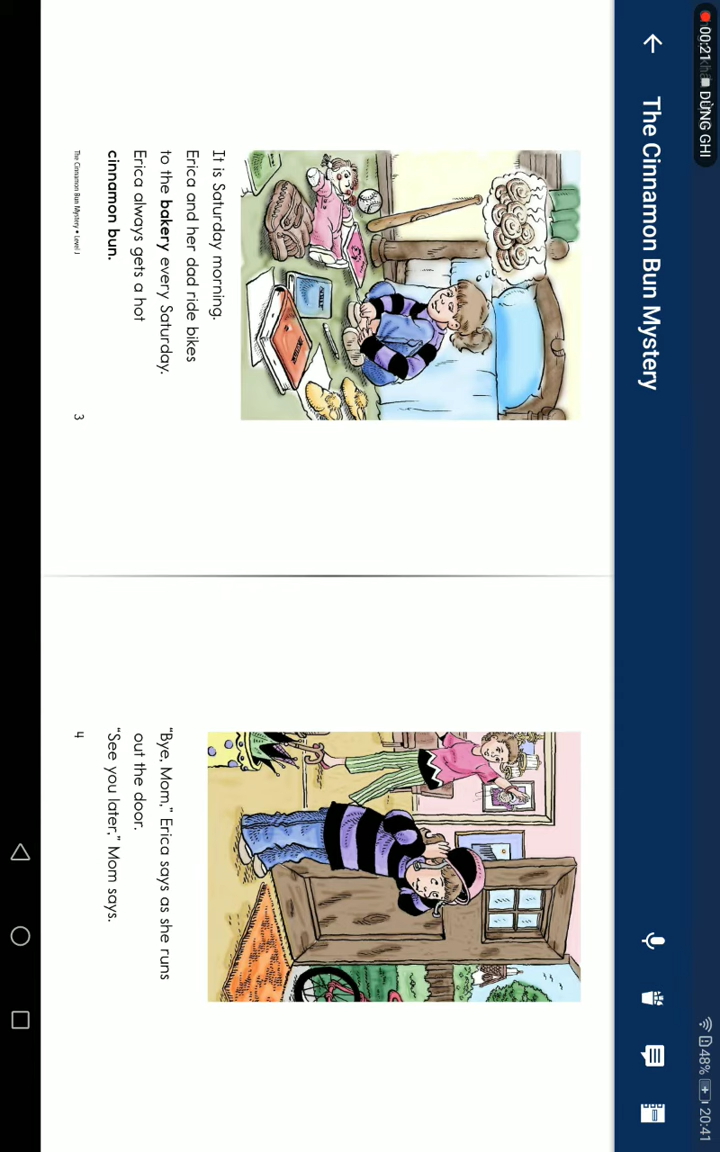 00:21 DỪNG GHI
48% 20:41
The Cinnamon Bun Mystery
It is Saturday morning.
Erica and her dad ride bikes
to the bakery every Saturday.
Erica always gets a hot
cinnamon bun.
The Cinnamon Bun Mystery • Level J
3
"Bye, Mom," Erica says as she runs
out the door.
"See you later," Mom says.
4